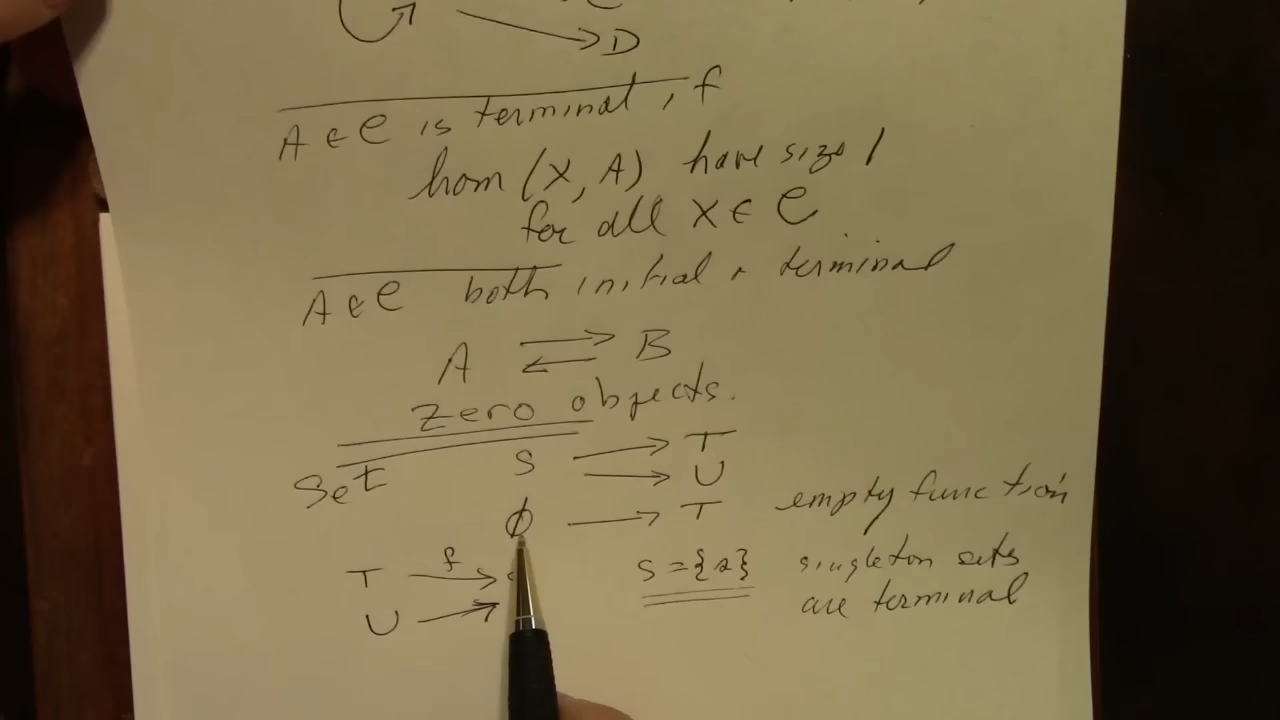 D
A ∈ C is terminal, if
hom (X, A) have size 1
for all X ∈ C
A ∈ C both initial & terminal
A ⇄ B
zero objects.
Set S → T
→ U
∅ → T empty function
T f → S = {s} singleton sets
U → are terminal